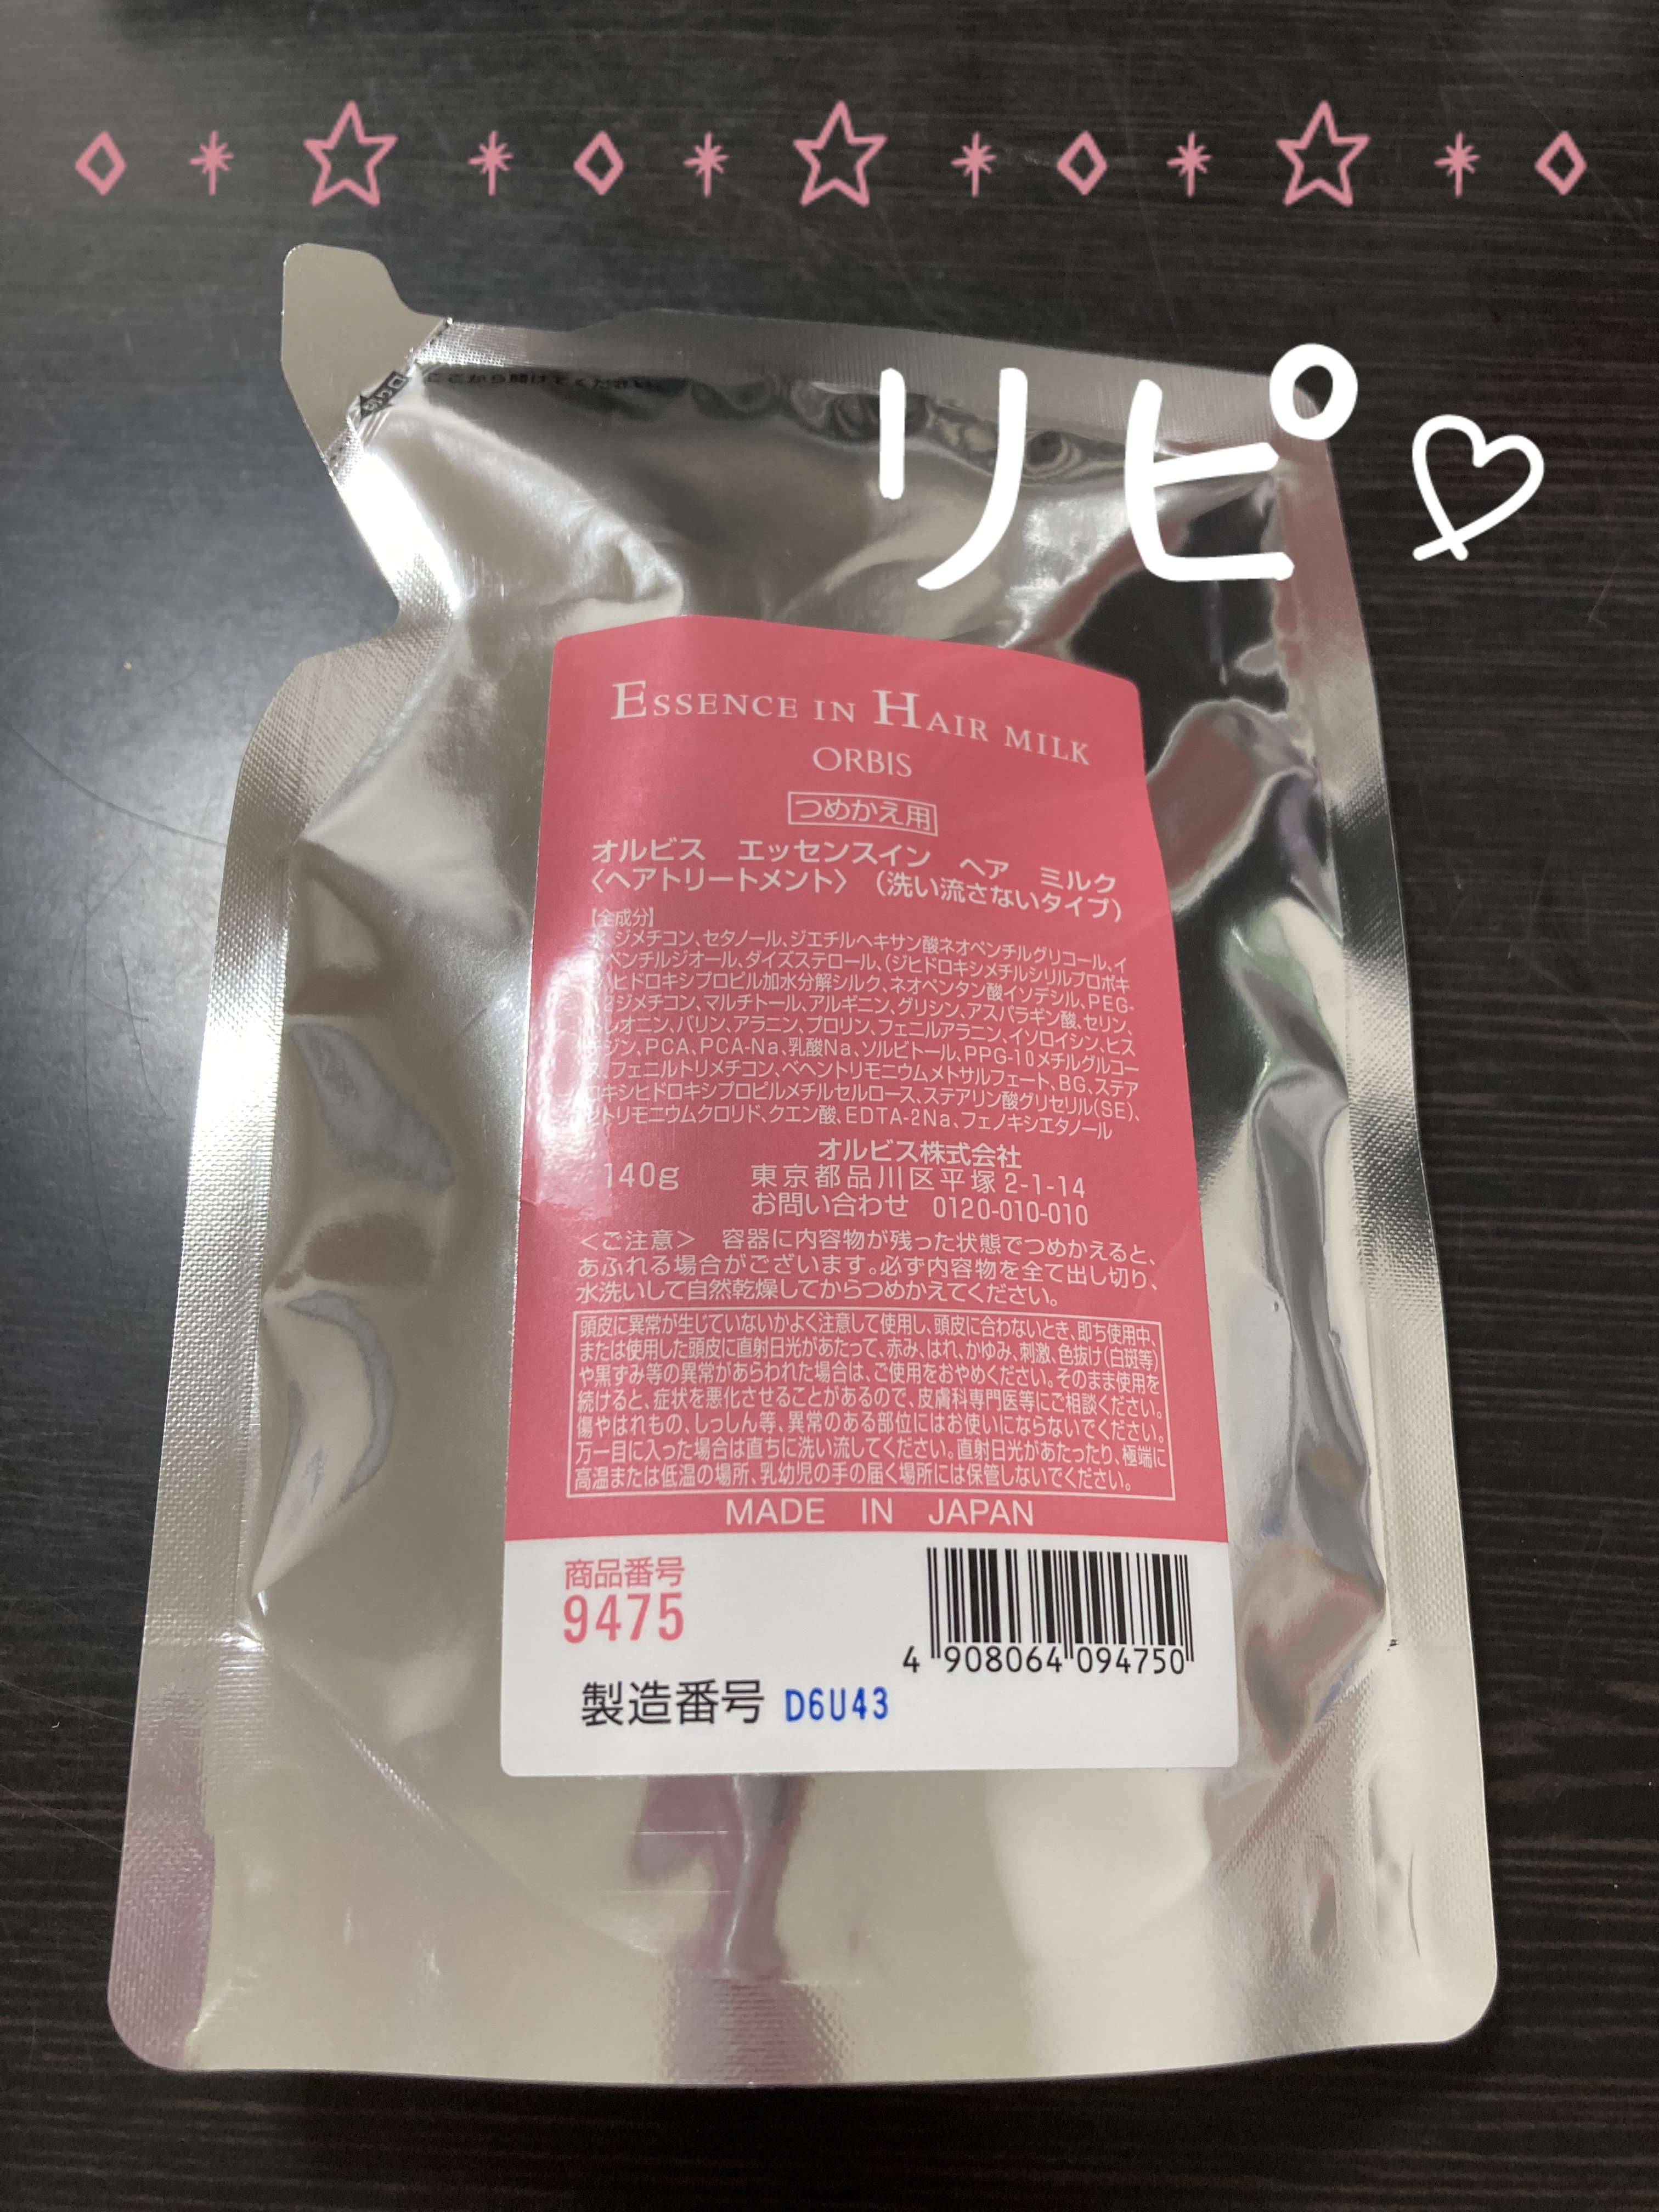 リピ♡
ここから開けてください。
ESSENCE IN HAIR MILK
ORBIS
つめかえ用
オルビス エッセンスイン ヘア ミルク
〈ヘアトリートメント〉（洗い流さないタイプ）
【全成分】
ジメチコン、セタノール、ジエチルヘキサン酸ネオペンチルグリコール、イ
ペンチルジオール、ダイズステロール、(ジヒドロキシメチルシリルプロポキ
ヒドロキシプロピル加水分解シルク、ネオペンタン酸イソデシル、PEG-
ジメチコン、マルチトール、アルギニン、グリシン、アスパラギン酸、セリン、
レオニン、バリン、アラニン、プロリン、フェニルアラニン、イソロイシン、ヒス
ジン、PCA、PCA-Na、乳酸Na、ソルビトール、PPG-10メチルグルコー
、フェニルトリメチコン、ベヘントリモニウムメトサルフェート、BG、ステア
ロキシヒドロキシプロピルメチルセルロース、ステアリン酸グリセリル(SE)、
トリモニウムクロリド、クエン酸、EDTA-2Na、フェノキシエタノール
オルビス株式会社
140g 東京都品川区平塚2-1-14
お問い合わせ 0120-010-010
＜ご注意＞ 容器に内容物が残った状態でつめかえると、
あふれる場合がございます。必ず内容物を全て出し切り、
水洗いして自然乾燥してからつめかえてください。
頭皮に異常が生じていないかよく注意して使用し、頭皮に合わないとき、即ち使用中、
または使用した頭皮に直射日光があたって、赤み、はれ、かゆみ、刺激、色抜け(白斑等)
や黒ずみ等の異常があらわれた場合は、ご使用をおやめください。そのまま使用を
続けると、症状を悪化させることがあるので、皮膚科専門医等にご相談ください。
傷やはれもの、しっしん等、異常のある部位にはお使いにならないでください。
万一目に入った場合は直ちに洗い流してください。直射日光があたったり、極端に
高温または低温の場所、乳幼児の手の届く場所には保管しないでください。
MADE IN JAPAN
商品番号
9475
4 908064 094750
製造番号 D6U43